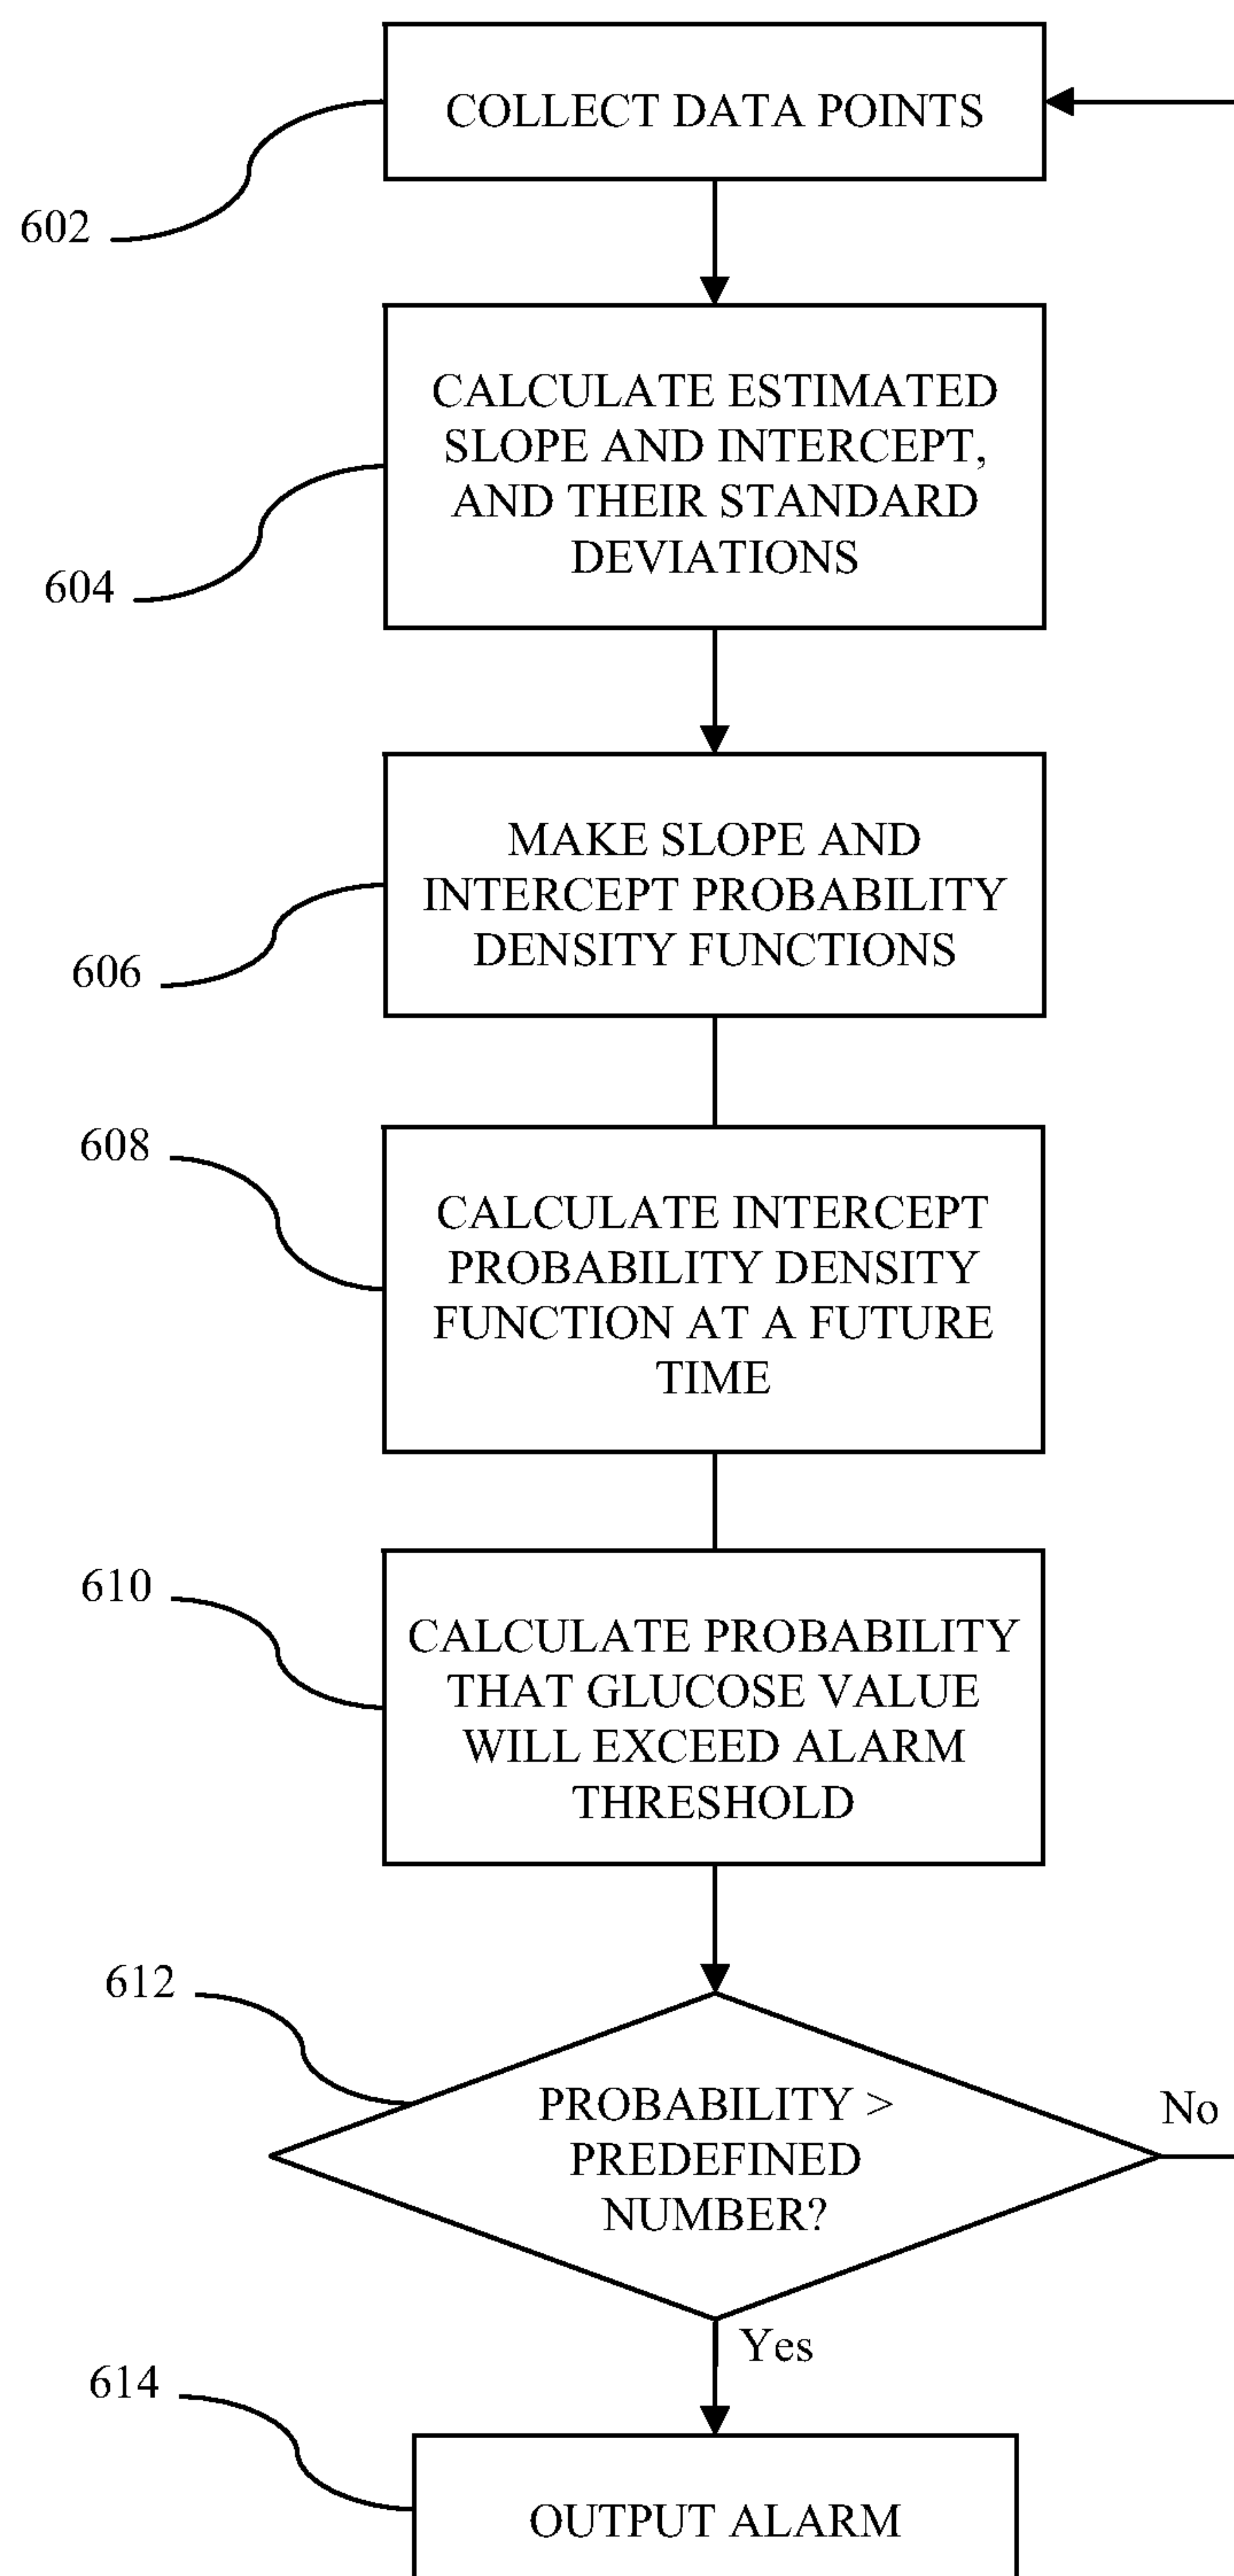 COLLECT DATA POINTS
602
CALCULATE ESTIMATED
SLOPE AND INTERCEPT,
AND THEIR STANDARD
DEVIATIONS
604
MAKE SLOPE AND
INTERCEPT PROBABILITY
DENSITY FUNCTIONS
606
608
CALCULATE INTERCEPT
PROBABILITY DENSITY
FUNCTION AT A FUTURE
TIME
610
CALCULATE PROBABILITY
THAT GLUCOSE VALUE
WILL EXCEED ALARM
THRESHOLD
612
PROBABILITY >
PREDEFINED
NUMBER?
No
Yes
614
OUTPUT ALARM